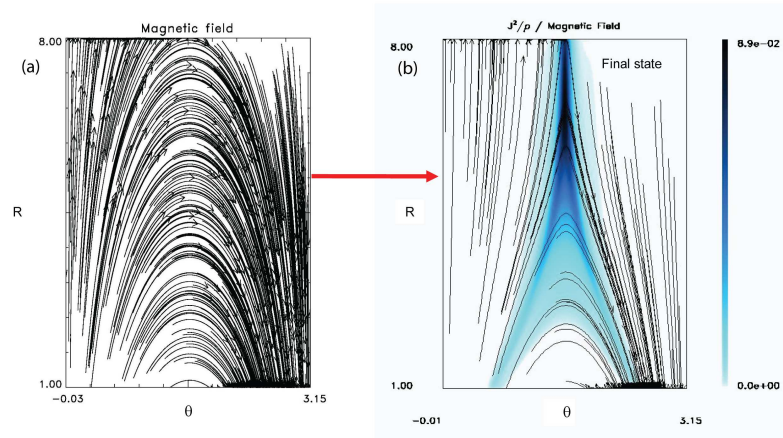 Magnetic field
8.00
(a)
R
1.00
-0.03
θ
3.15
J²/p / Magnetic Field
8.00
(b)
Final state
R
1.00
-0.01
θ
3.15
8.9e-02
0.0e+00